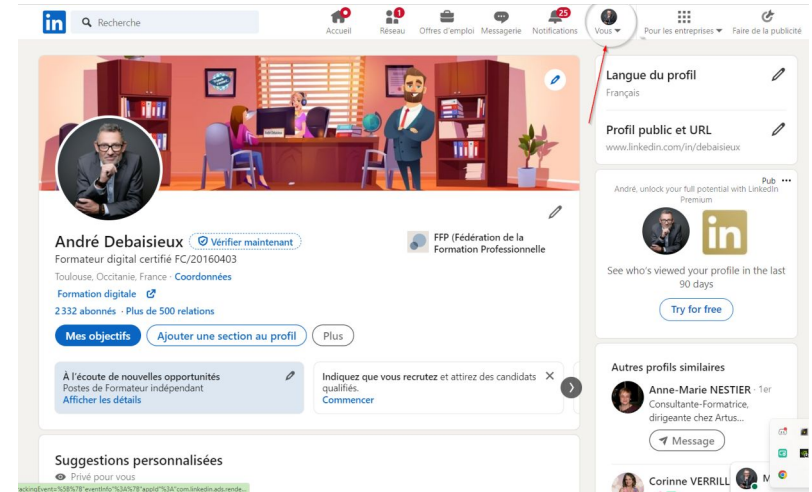 in
Recherche
25
Accueil
Réseau
Offres d'emploi
Messagerie
Notifications
Vous
Pour les entreprises
Faire de la publicité
1
Langue du profil
Français
Profil public et URL
www.linkedin.com/in/debaisieux
Pub
André, unlock your full potential with LinkedIn
Premium
in
See who's viewed your profile in the last
90 days
Try for free
André Debaisieux
Vérifier maintenant
Formateur digital certifié FC/20160403
Toulouse, Occitanie, France · Coordonnées
Formation digitale
2 332 abonnés · Plus de 500 relations
FFP (Fédération de la
Formation Professionnelle
Mes objectifs
Ajouter une section au profil
Plus
À l'écoute de nouvelles opportunités
Postes de Formateur indépendant
Afficher les détails
Indiquez que vous recrutez et attirez des candidats
qualifiés.
Commencer
Autres profils similaires
Anne-Marie NESTIER · 1er
Consultante-Formatrice,
dirigeante chez Artus...
Message
Corinne VERRILL
M
Suggestions personnalisées
Privé pour vous